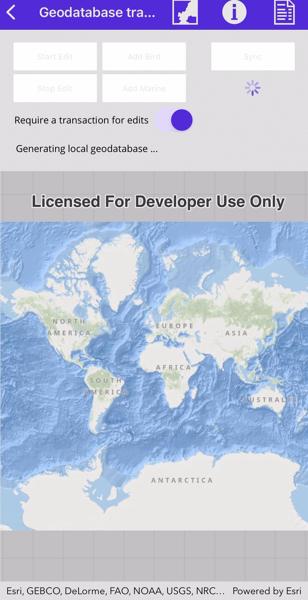 Geodatabase tra...
Start Edit
Add Bird
Sync
Stop Edit
Add Marine
Require a transaction for edits
Generating local geodatabase ...
Licensed For Developer Use Only
NORTH
AMERICA
EUROPE
ASIA
AFRICA
SOUTH
AMERICA
AUSTRALI
ANTARCTICA
Esri, GEBCO, DeLorme, FAO, NOAA, USGS, NRC...
Powered by Esri